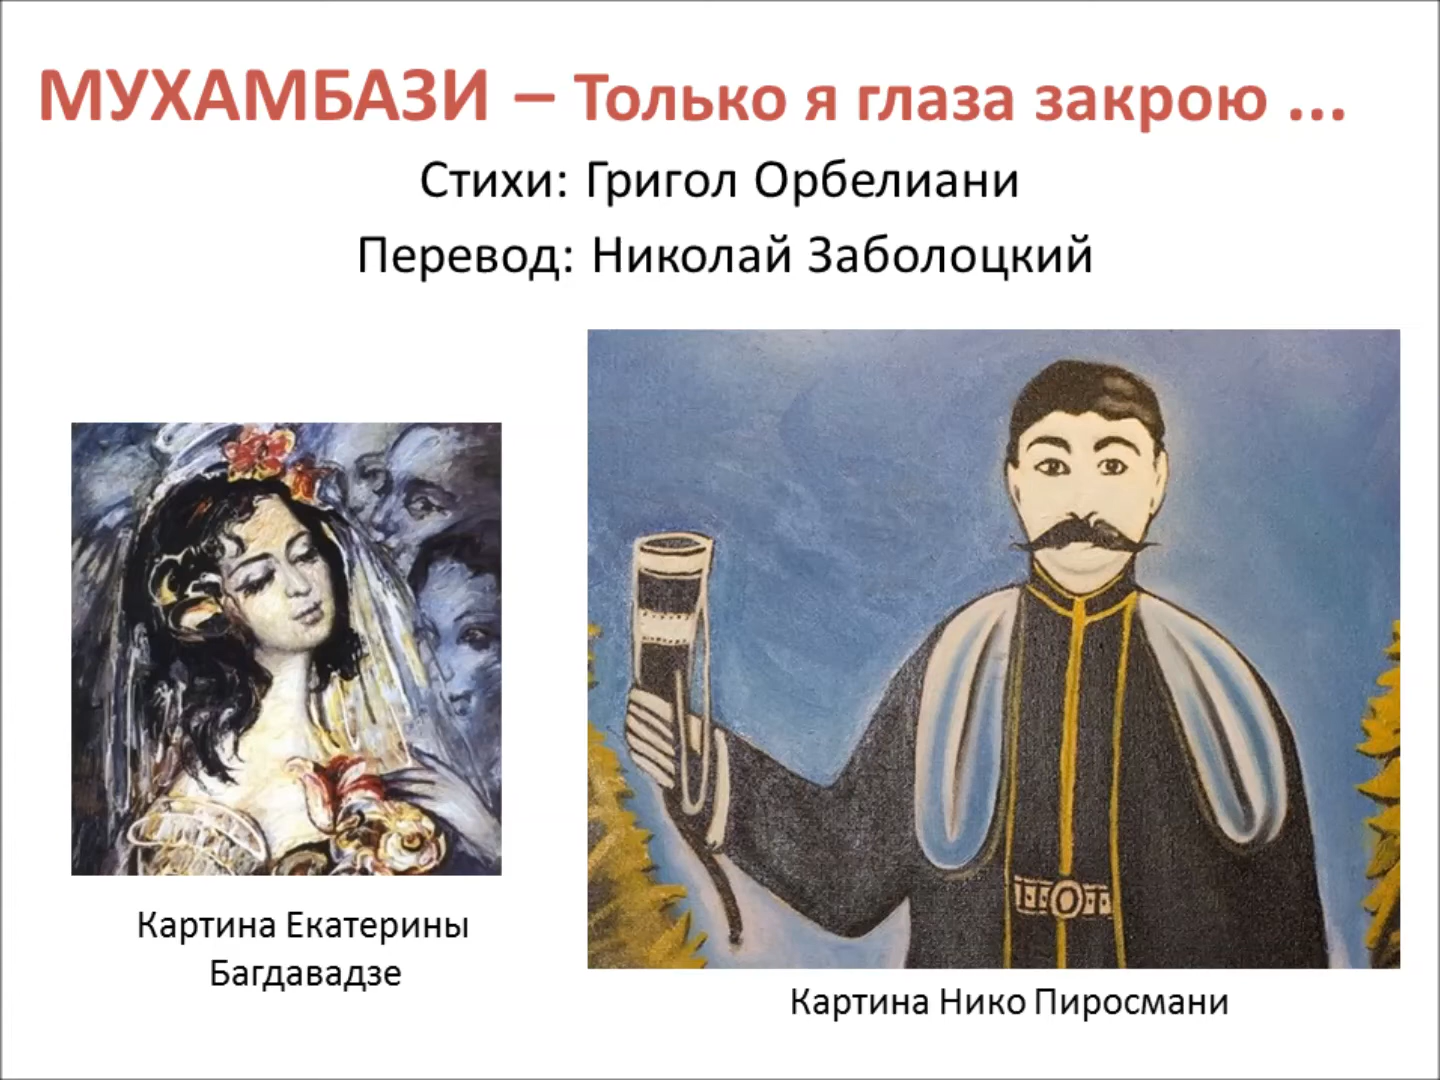 МУХАМБАЗИ – Только я глаза закрою ...
Стихи: Григол Орбелиани
Перевод: Николай Заболоцкий
Картина Екатерины
Багдавадзе
Картина Нико Пиросмани